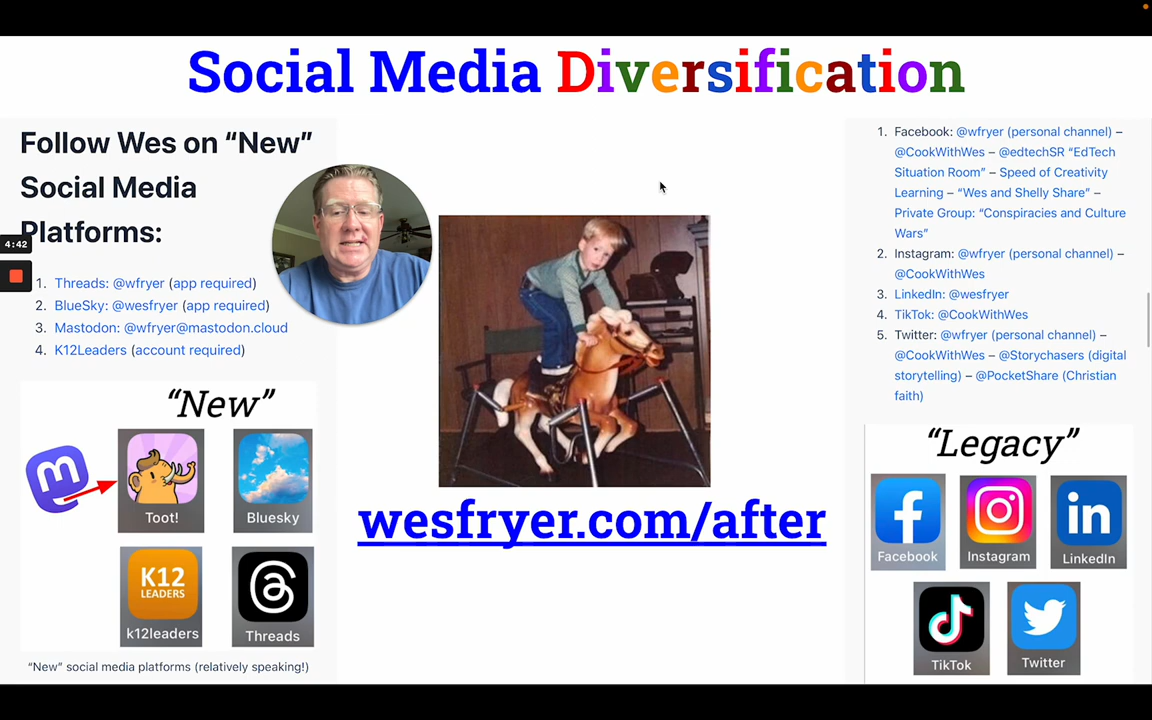 Social Media Diversification
Follow Wes on “New”
Social Media
Platforms:
4:42
1. Threads: @wfryer (app required)
2. BlueSky: @wesfryer (app required)
3. Mastodon: @wfryer@mastodon.cloud
4. K12Leaders (account required)
“New”
m
Toot!
Bluesky
K12
LEADERS
k12leaders
Threads
“New” social media platforms (relatively speaking!)
wesfryer.com/after
1. Facebook: @wfryer (personal channel) –
@CookWithWes – @edtechSR “EdTech
Situation Room” – Speed of Creativity
Learning – “Wes and Shelly Share” –
Private Group: “Conspiracies and Culture
Wars”
2. Instagram: @wfryer (personal channel) –
@CookWithWes
3. LinkedIn: @wesfryer
4. TikTok: @CookWithWes
5. Twitter: @wfryer (personal channel) –
@CookWithWes – @Storychasers (digital
storytelling) – @PocketShare (Christian
faith)
“Legacy”
f
Facebook
Instagram
in
LinkedIn
TikTok
Twitter